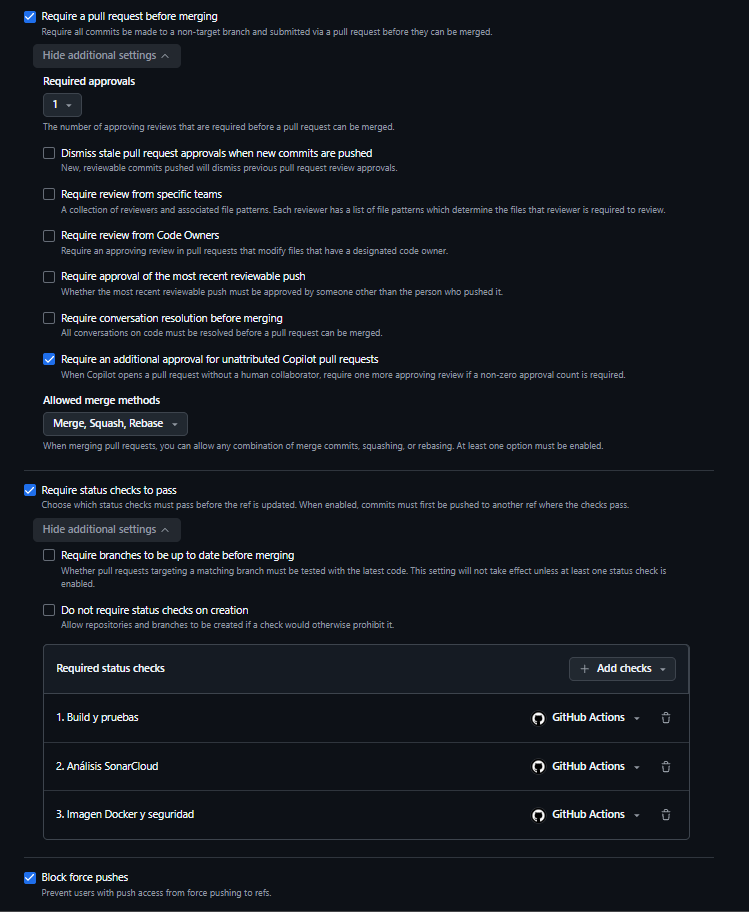 Require a pull request before merging
Require all commits be made to a non-target branch and submitted via a pull request before they can be merged.
Hide additional settings
Required approvals
1
The number of approving reviews that are required before a pull request can be merged.
Dismiss stale pull request approvals when new commits are pushed
New, reviewable commits pushed will dismiss previous pull request review approvals.
Require review from specific teams
A collection of reviewers and associated file patterns. Each reviewer has a list of file patterns which determine the files that reviewer is required to review.
Require review from Code Owners
Require an approving review in pull requests that modify files that have a designated code owner.
Require approval of the most recent reviewable push
Whether the most recent reviewable push must be approved by someone other than the person who pushed it.
Require conversation resolution before merging
All conversations on code must be resolved before a pull request can be merged.
Require an additional approval for unattributed Copilot pull requests
When Copilot opens a pull request without a human collaborator, require one more approving review if a non-zero approval count is required.
Allowed merge methods
Merge, Squash, Rebase
When merging pull requests, you can allow any combination of merge commits, squashing, or rebasing. At least one option must be enabled.
Require status checks to pass
Choose which status checks must pass before the ref is updated. When enabled, commits must first be pushed to another ref where the checks pass.
Hide additional settings
Require branches to be up to date before merging
Whether pull requests targeting a matching branch must be tested with the latest code. This setting will not take effect unless at least one status check is
enabled.
Do not require status checks on creation
Allow repositories and branches to be created if a check would otherwise prohibit it.
Required status checks
Add checks
1. Build y pruebas
GitHub Actions
2. Análisis SonarCloud
GitHub Actions
3. Imagen Docker y seguridad
GitHub Actions
Block force pushes
Prevent users with push access from force pushing to refs.